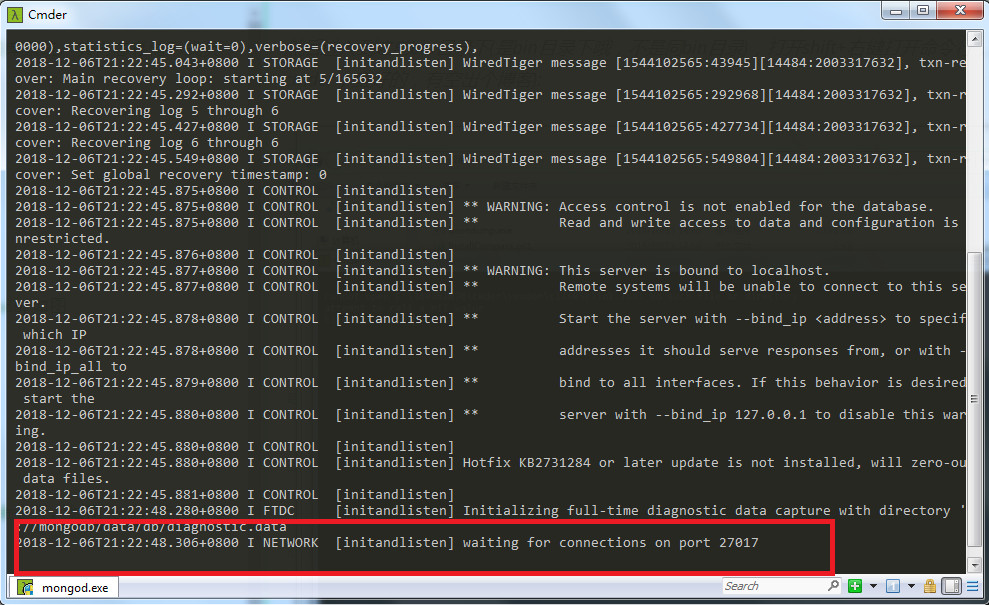 Cmder
0000),statistics_log=(wait=0),verbose=(recovery_progress),
2018-12-06T21:22:45.043+0800 I STORAGE  [initandlisten] WiredTiger message [1544102565:43945][14484:2003317632], txn-re
over: Main recovery loop: starting at 5/165632
2018-12-06T21:22:45.292+0800 I STORAGE  [initandlisten] WiredTiger message [1544102565:292968][14484:2003317632], txn-r
cover: Recovering log 5 through 6
2018-12-06T21:22:45.427+0800 I STORAGE  [initandlisten] WiredTiger message [1544102565:427734][14484:2003317632], txn-r
cover: Recovering log 6 through 6
2018-12-06T21:22:45.549+0800 I STORAGE  [initandlisten] WiredTiger message [1544102565:549804][14484:2003317632], txn-r
cover: Set global recovery timestamp: 0
2018-12-06T21:22:45.875+0800 I CONTROL  [initandlisten]
2018-12-06T21:22:45.875+0800 I CONTROL  [initandlisten] ** WARNING: Access control is not enabled for the database.
2018-12-06T21:22:45.875+0800 I CONTROL  [initandlisten] **          Read and write access to data and configuration is
nrestricted.
2018-12-06T21:22:45.876+0800 I CONTROL  [initandlisten]
2018-12-06T21:22:45.877+0800 I CONTROL  [initandlisten] ** WARNING: This server is bound to localhost.
2018-12-06T21:22:45.877+0800 I CONTROL  [initandlisten] **          Remote systems will be unable to connect to this se
ver.
2018-12-06T21:22:45.878+0800 I CONTROL  [initandlisten] **          Start the server with --bind_ip <address> to specif
which IP
2018-12-06T21:22:45.878+0800 I CONTROL  [initandlisten] **          addresses it should serve responses from, or with -
bind_ip_all to
2018-12-06T21:22:45.879+0800 I CONTROL  [initandlisten] **          bind to all interfaces. If this behavior is desired
start the
2018-12-06T21:22:45.880+0800 I CONTROL  [initandlisten] **          server with --bind_ip 127.0.0.1 to disable this war
ing.
2018-12-06T21:22:45.880+0800 I CONTROL  [initandlisten]
2018-12-06T21:22:45.880+0800 I CONTROL  [initandlisten] Hotfix KB2731284 or later update is not installed, will zero-ou
data files.
2018-12-06T21:22:45.881+0800 I CONTROL  [initandlisten]
2018-12-06T21:22:48.280+0800 I FTDC     [initandlisten] Initializing full-time diagnostic data capture with directory '
://mongodb/data/db/diagnostic.data
2018-12-06T21:22:48.306+0800 I NETWORK  [initandlisten] waiting for connections on port 27017
mongod.exe
Search